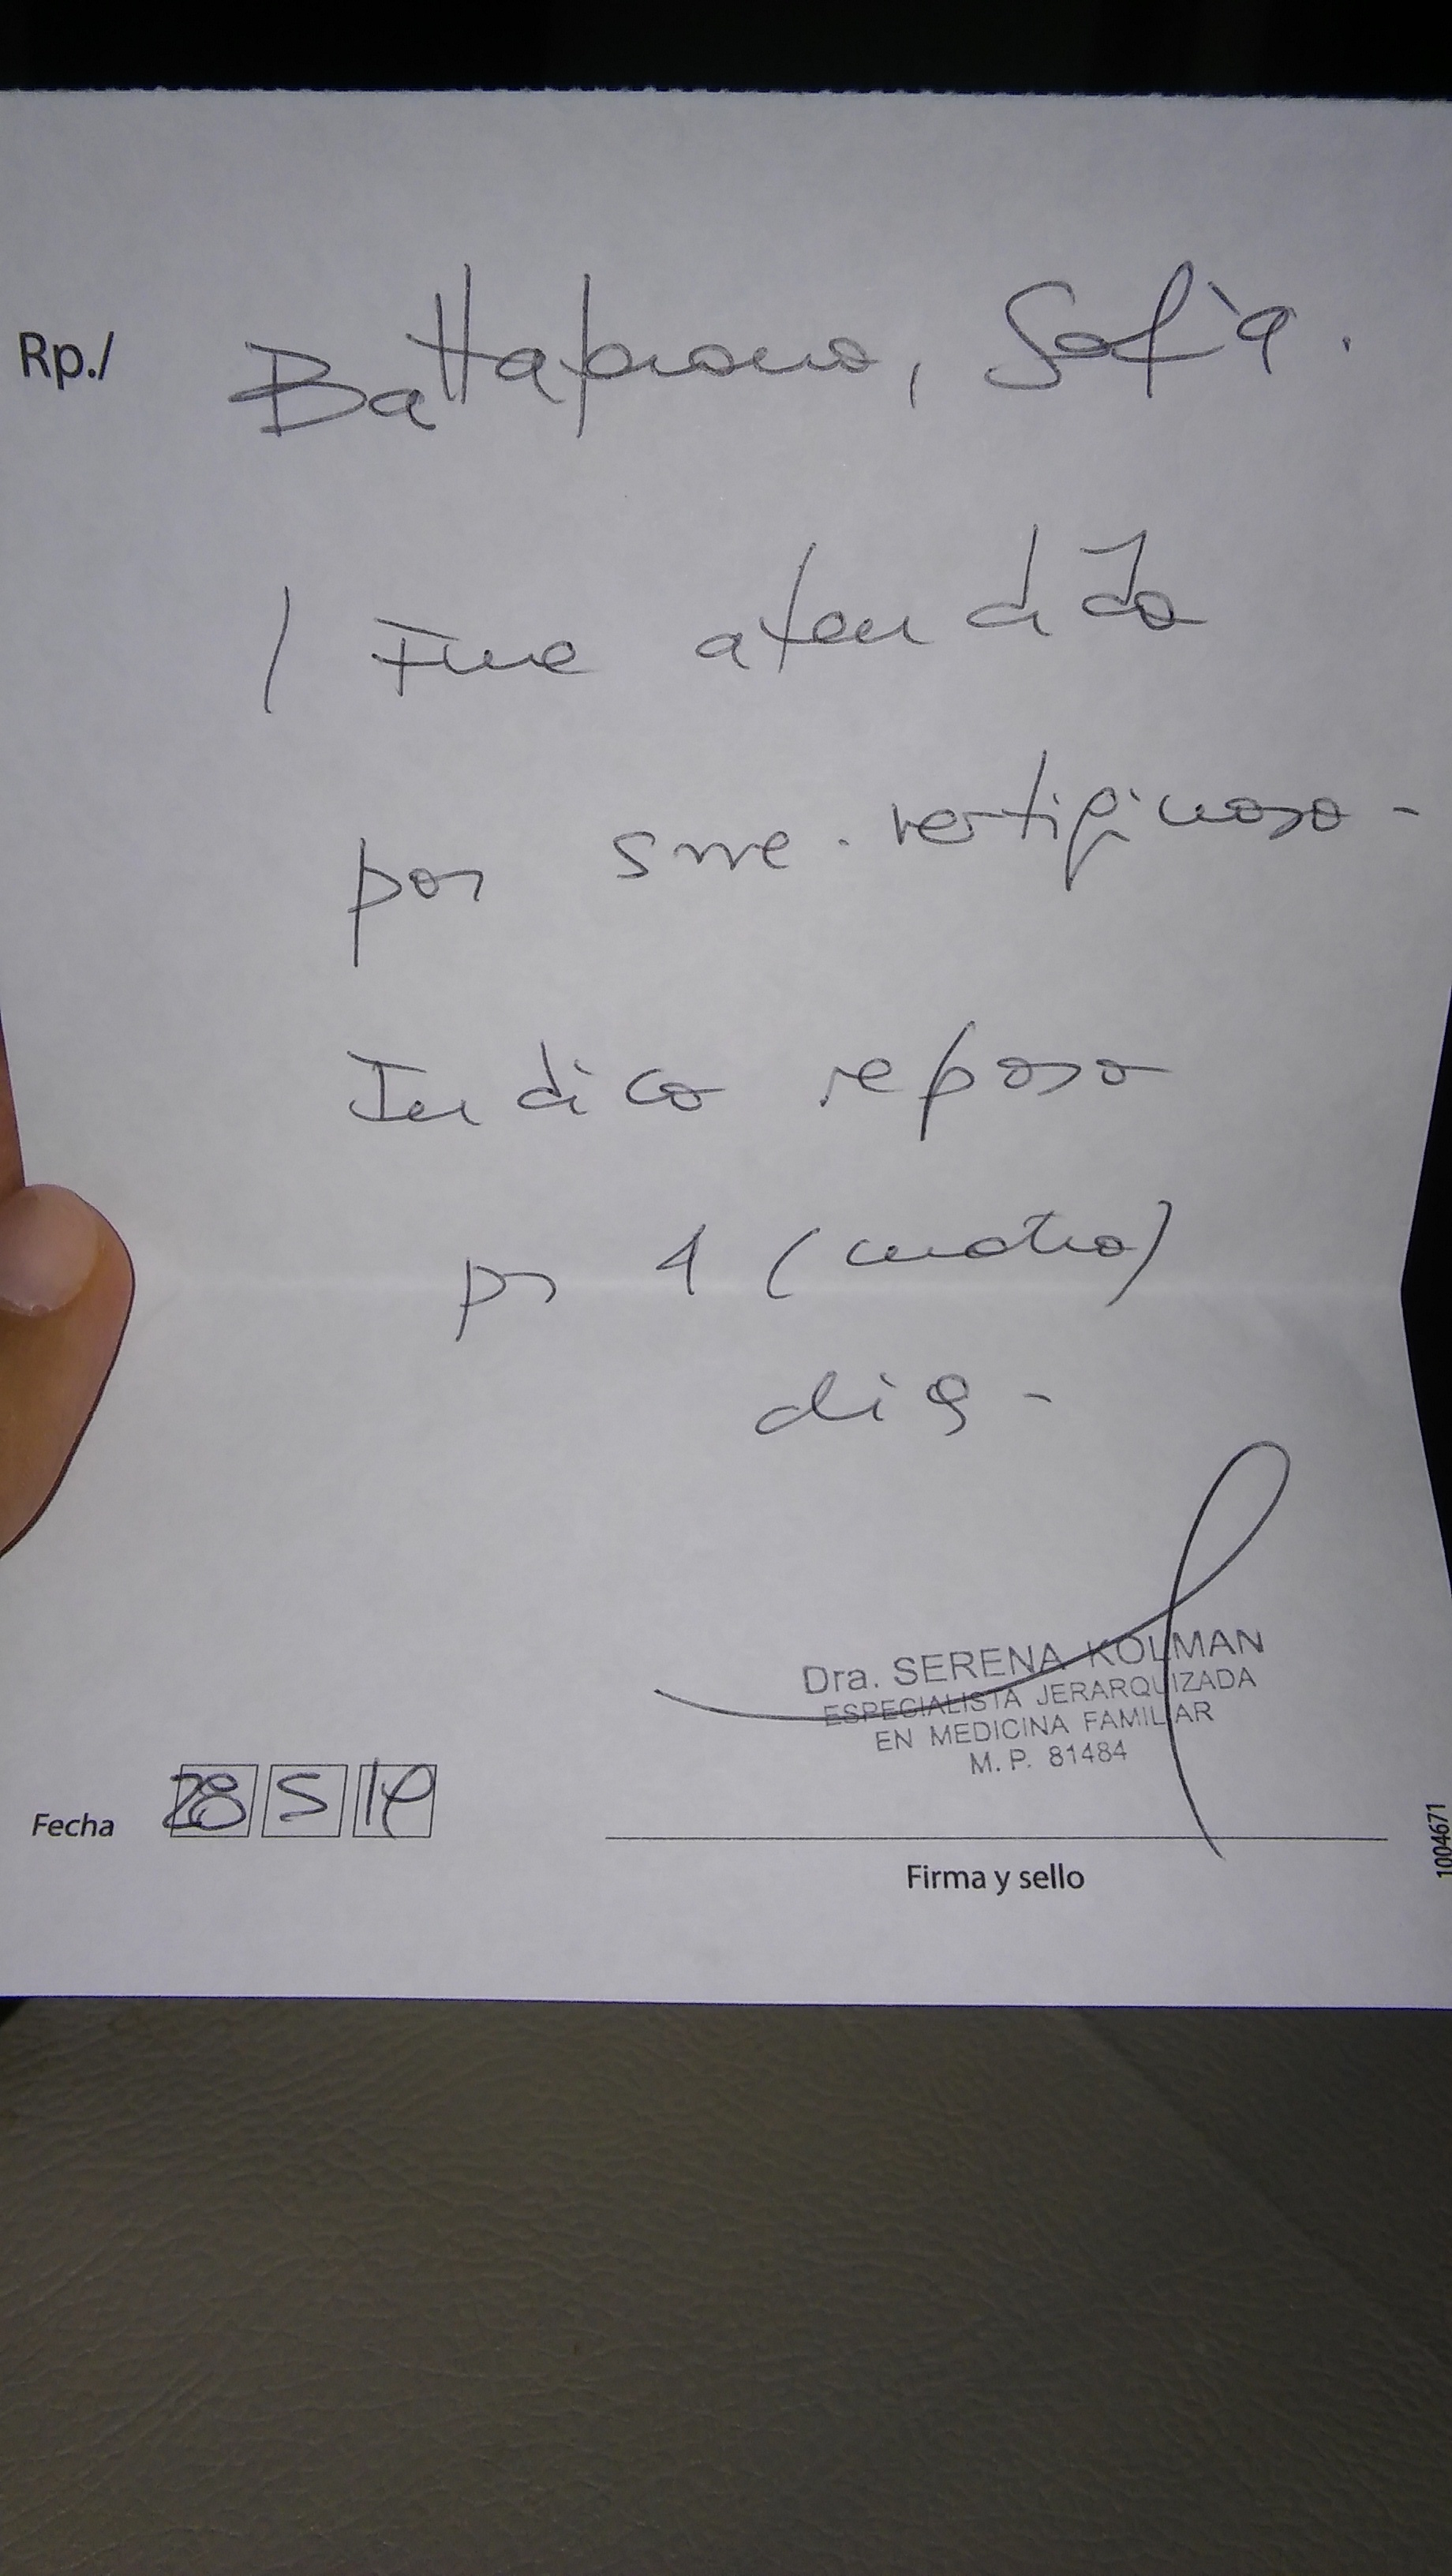 Rp./ Battaprano, Sofía.
/ Fue atendida
por sme. vertiginoso -
Indico reposo
por 4 (cuatro)
días -
Dra. SERENA KOLMAN
ESPECIALISTA JERARQUIZADA
EN MEDICINA FAMILIAR
M. P. 81484
Fecha 28 5 19
Firma y sello
1004671